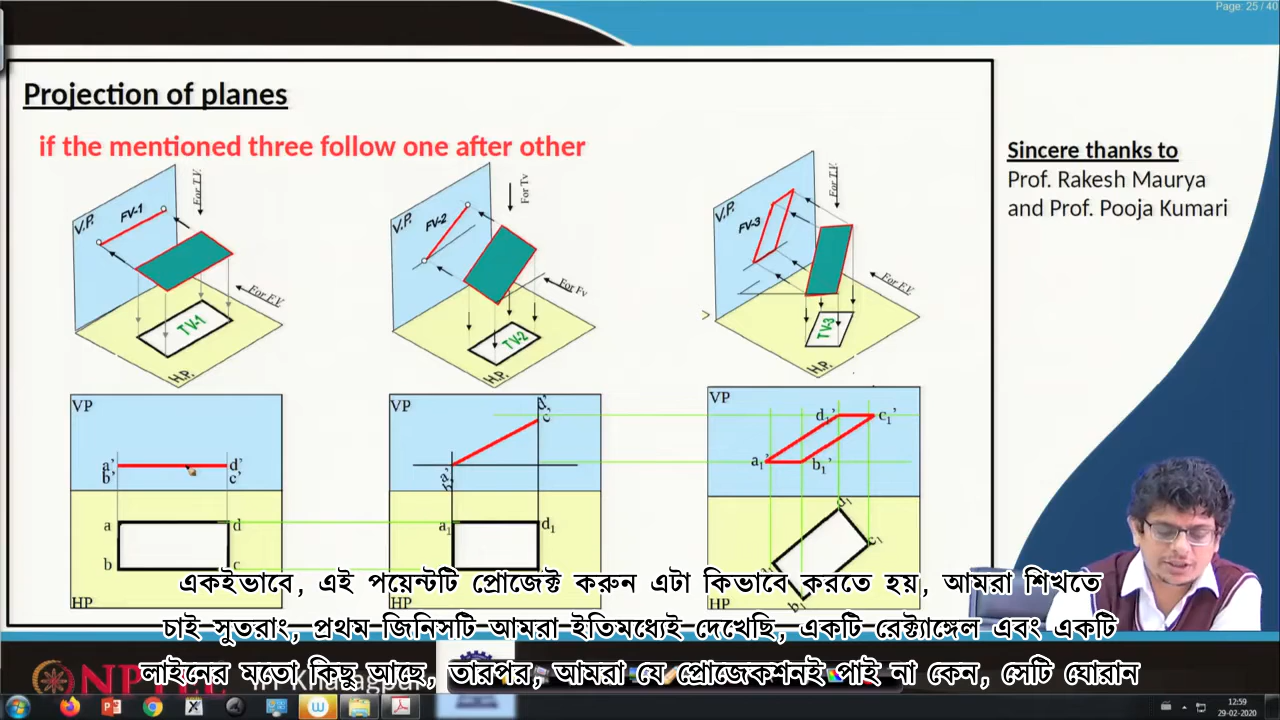 Page: 25 / 40
Projection of planes
if the mentioned three follow one after other
Sincere thanks to
Prof. Rakesh Maurya
and Prof. Pooja Kumari
V.P. FV-1 For T.V. For F.V. TV-1 H.P.
V.P. FV-2 For Tv For Fv TV-2 H.P.
V.P. FV-3 For T.V. For F.V. TV-3 H.P.
VP a' b' d' c' a d b c HP
VP d' c' a' b' a1 d1 HP
VP d1' c1' a1' b1' d1 c1 b1 HP
একইভাবে, এই পয়েন্টটি প্রোজেক্ট করুন এটা কিভাবে করতে হয়, আমরা শিখতে
চাই সুতরাং, প্রথম জিনিসটি আমরা ইতিমধ্যেই দেখেছি, একটি রেক্ট্যাঙ্গেল এবং একটি
লাইনের মতো কিছু আছে, তারপর, আমরা যে প্রোজেকশনই পাই না কেন, সেটি ঘোরান
12:59
29-02-2020